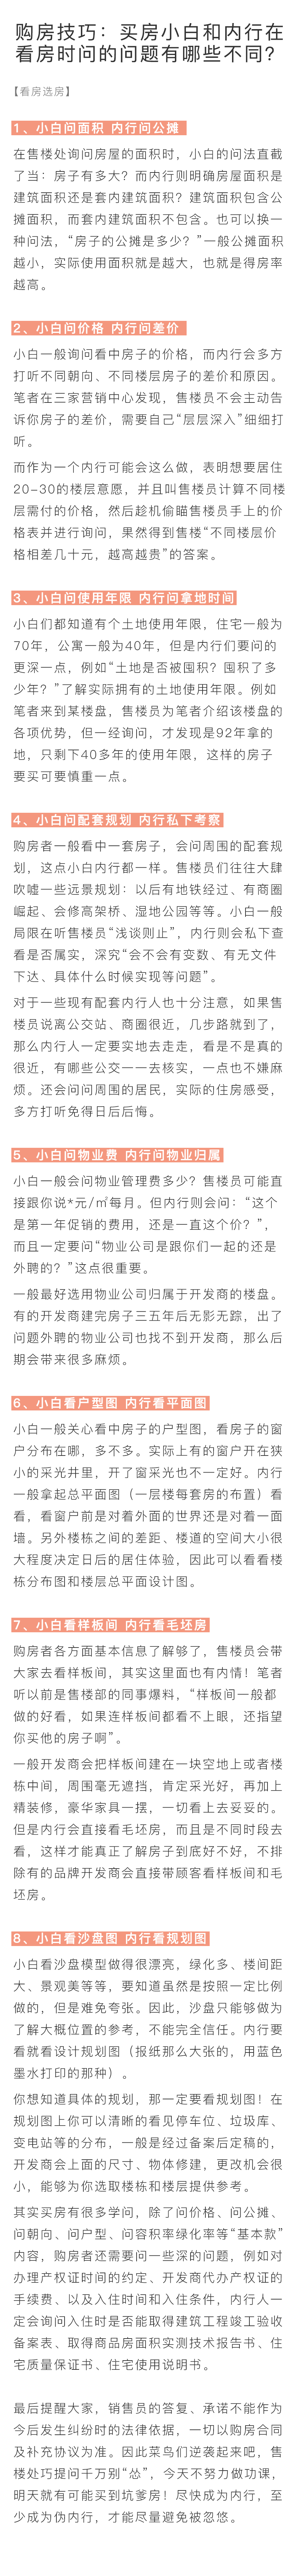 购房技巧：买房小白和内行在
看房时问的问题有哪些不同？
【看房选房】
1、小白问面积 内行问公摊
在售楼处询问房屋的面积时，小白的问法直截
了当：房子有多大？而内行则明确房屋面积是
建筑面积还是套内建筑面积？建筑面积包含公
摊面积，而套内建筑面积不包含。也可以换一
种问法，“房子的公摊是多少？”一般公摊面积
越小，实际使用面积就是越大，也就是得房率
越高。
2、小白问价格 内行问差价
小白一般询问看中房子的价格，而内行会多方
打听不同朝向、不同楼层房子的差价和原因。
笔者在三家营销中心发现，售楼员不会主动告
诉你房子的差价，需要自己“层层深入”细细打
听。
而作为一个内行可能会这么做，表明想要居住
20-30的楼层意愿，并且叫售楼员计算不同楼
层需付的价格，然后趁机偷瞄售楼员手上的价
格表并进行询问，果然得到售楼“不同楼层价
格相差几十元，越高越贵”的答案。
3、小白问使用年限 内行问拿地时间
小白们都知道有个土地使用年限，住宅一般为
70年，公寓一般为40年，但是内行们要问的
更深一点，例如“土地是否被囤积？囤积了多
少年？”了解实际拥有的土地使用年限。例如
笔者来到某楼盘，售楼员为笔者介绍该楼盘的
各项优势，但一经询问，才发现是92年拿的
地，只剩下40多年的使用年限，这样的房子
要买可要慎重一点。
4、小白问配套规划 内行私下考察
购房者一般看中一套房子，会问周围的配套规
划，这点小白内行都一样。售楼员们往往大肆
吹嘘一些远景规划：以后有地铁经过、有商圈
崛起、会修高架桥、湿地公园等等。小白一般
局限在听售楼员“浅谈则止”，内行则会私下查
看是否属实，深究“会不会有变数、有无文件
下达、具体什么时候实现等问题”。
对于一些现有配套内行人也十分注意，如果售
楼员说离公交站、商圈很近，几步路就到了，
那么内行人一定要实地去走走，看是不是真的
很近，有哪些公交一一去核实，一点也不嫌麻
烦。还会问问周围的居民，实际的住房感受，
多方打听免得日后后悔。
5、小白问物业费 内行问物业归属
小白一般会问物业管理费多少？售楼员可能直
接跟你说*元/㎡每月。但内行则会问：“这个
是第一年促销的费用，还是一直这个价？”，
而且一定要问“物业公司是跟你们一起的还是
外聘的？”这点很重要。
一般最好选用物业公司归属于开发商的楼盘。
有的开发商建完房子三五年后无影无踪，出了
问题外聘的物业公司也找不到开发商，那么后
期会带来很多麻烦。
6、小白看户型图 内行看平面图
小白一般关心看中房子的户型图，看房子的窗
户分布在哪，多不多。实际上有的窗户开在狭
小的采光井里，开了窗采光也不一定好。内行
一般拿起总平面图（一层楼每套房的布置）看
看，看窗户前是对着外面的世界还是对着一面
墙。另外楼栋之间的差距、楼道的空间大小很
大程度决定日后的居住体验，因此可以看看楼
栋分布图和楼层总平面设计图。
7、小白看样板间 内行看毛坯房
购房者各方面基本信息了解够了，售楼员会带
大家去看样板间，其实这里面也有内情！笔者
听以前是售楼部的同事爆料，“样板间一般都
做的好看，如果连样板间都看不上眼，还指望
你买他的房子啊”。
一般开发商会把样板间建在一块空地上或者楼
栋中间，周围毫无遮挡，肯定采光好，再加上
精装修，豪华家具一摆，一切看上去妥妥的。
但是内行会直接看毛坯房，而且是不同时段去
看，这样才能真正了解房子到底好不好，不排
除有的品牌开发商会直接带顾客看样板间和毛
坯房。
8、小白看沙盘图 内行看规划图
小白看沙盘模型做得很漂亮，绿化多、楼间距
大、景观美等等，要知道虽然是按照一定比例
做的，但是难免夸张。因此，沙盘只能够做为
了解大概位置的参考，不能完全信任。内行要
看就看设计规划图（报纸那么大张的，用蓝色
墨水打印的那种）。
你想知道具体的规划，那一定要看规划图！在
规划图上你可以清晰的看见停车位、垃圾库、
变电站等的分布，一般是经过备案后定稿的，
开发商会上面的尺寸、物体修建，更改机会很
小，能够为你选取楼栋和楼层提供参考。
其实买房有很多学问，除了问价格、问公摊、
问朝向、问户型、问容积率绿化率等“基本款”
内容，购房者还需要问一些深的问题，例如对
办理产权证时间的约定、开发商代办产权证的
手续费、以及入住时间和入住条件，内行人一
定会询问入住时是否能取得建筑工程竣工验收
备案表、取得商品房面积实测技术报告书、住
宅质量保证书、住宅使用说明书。
最后提醒大家，销售员的答复、承诺不能作为
今后发生纠纷时的法律依据，一切以购房合同
及补充协议为准。因此菜鸟们逆袭起来吧，售
楼处巧提问千万别“怂”，今天不努力做功课，
明天就有可能买到坑爹房！尽快成为内行，至
少成为伪内行，才能尽量避免被忽悠。